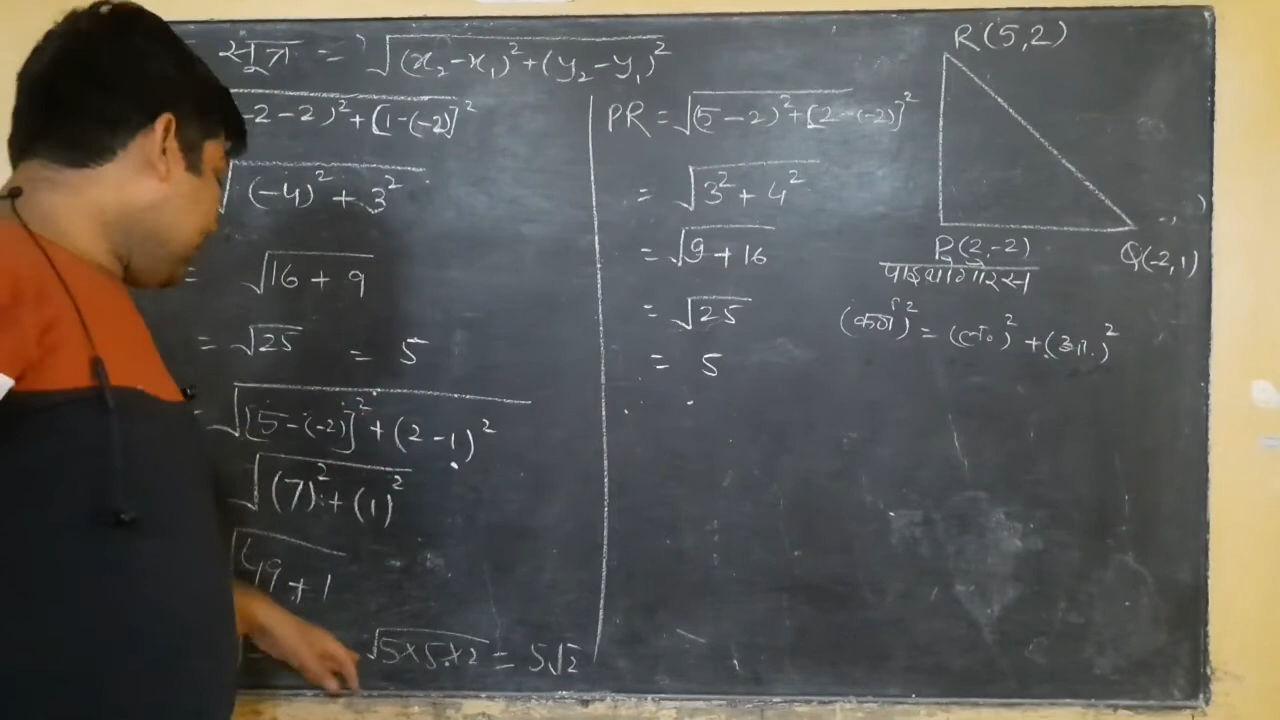 सूत्र = √(x₂-x₁)²+(y₂-y₁)²
-2-2)²+[1-(-2)]²
√(-4)²+3²
= √16+9
= √25 = 5
= √[5-(-2)]²+(2-1)²
√(7)²+(1)²
√49+1
√5×5×2 = 5√2
PR = √(5-2)²+[2-(-2)]²
= √3²+4²
= √9+16
= √25
= 5
R(5,2)
P(2,-2)
Q(-2,1)
पाइथागोरस
(कर्ण)² = (लं०)²+(आ.)²